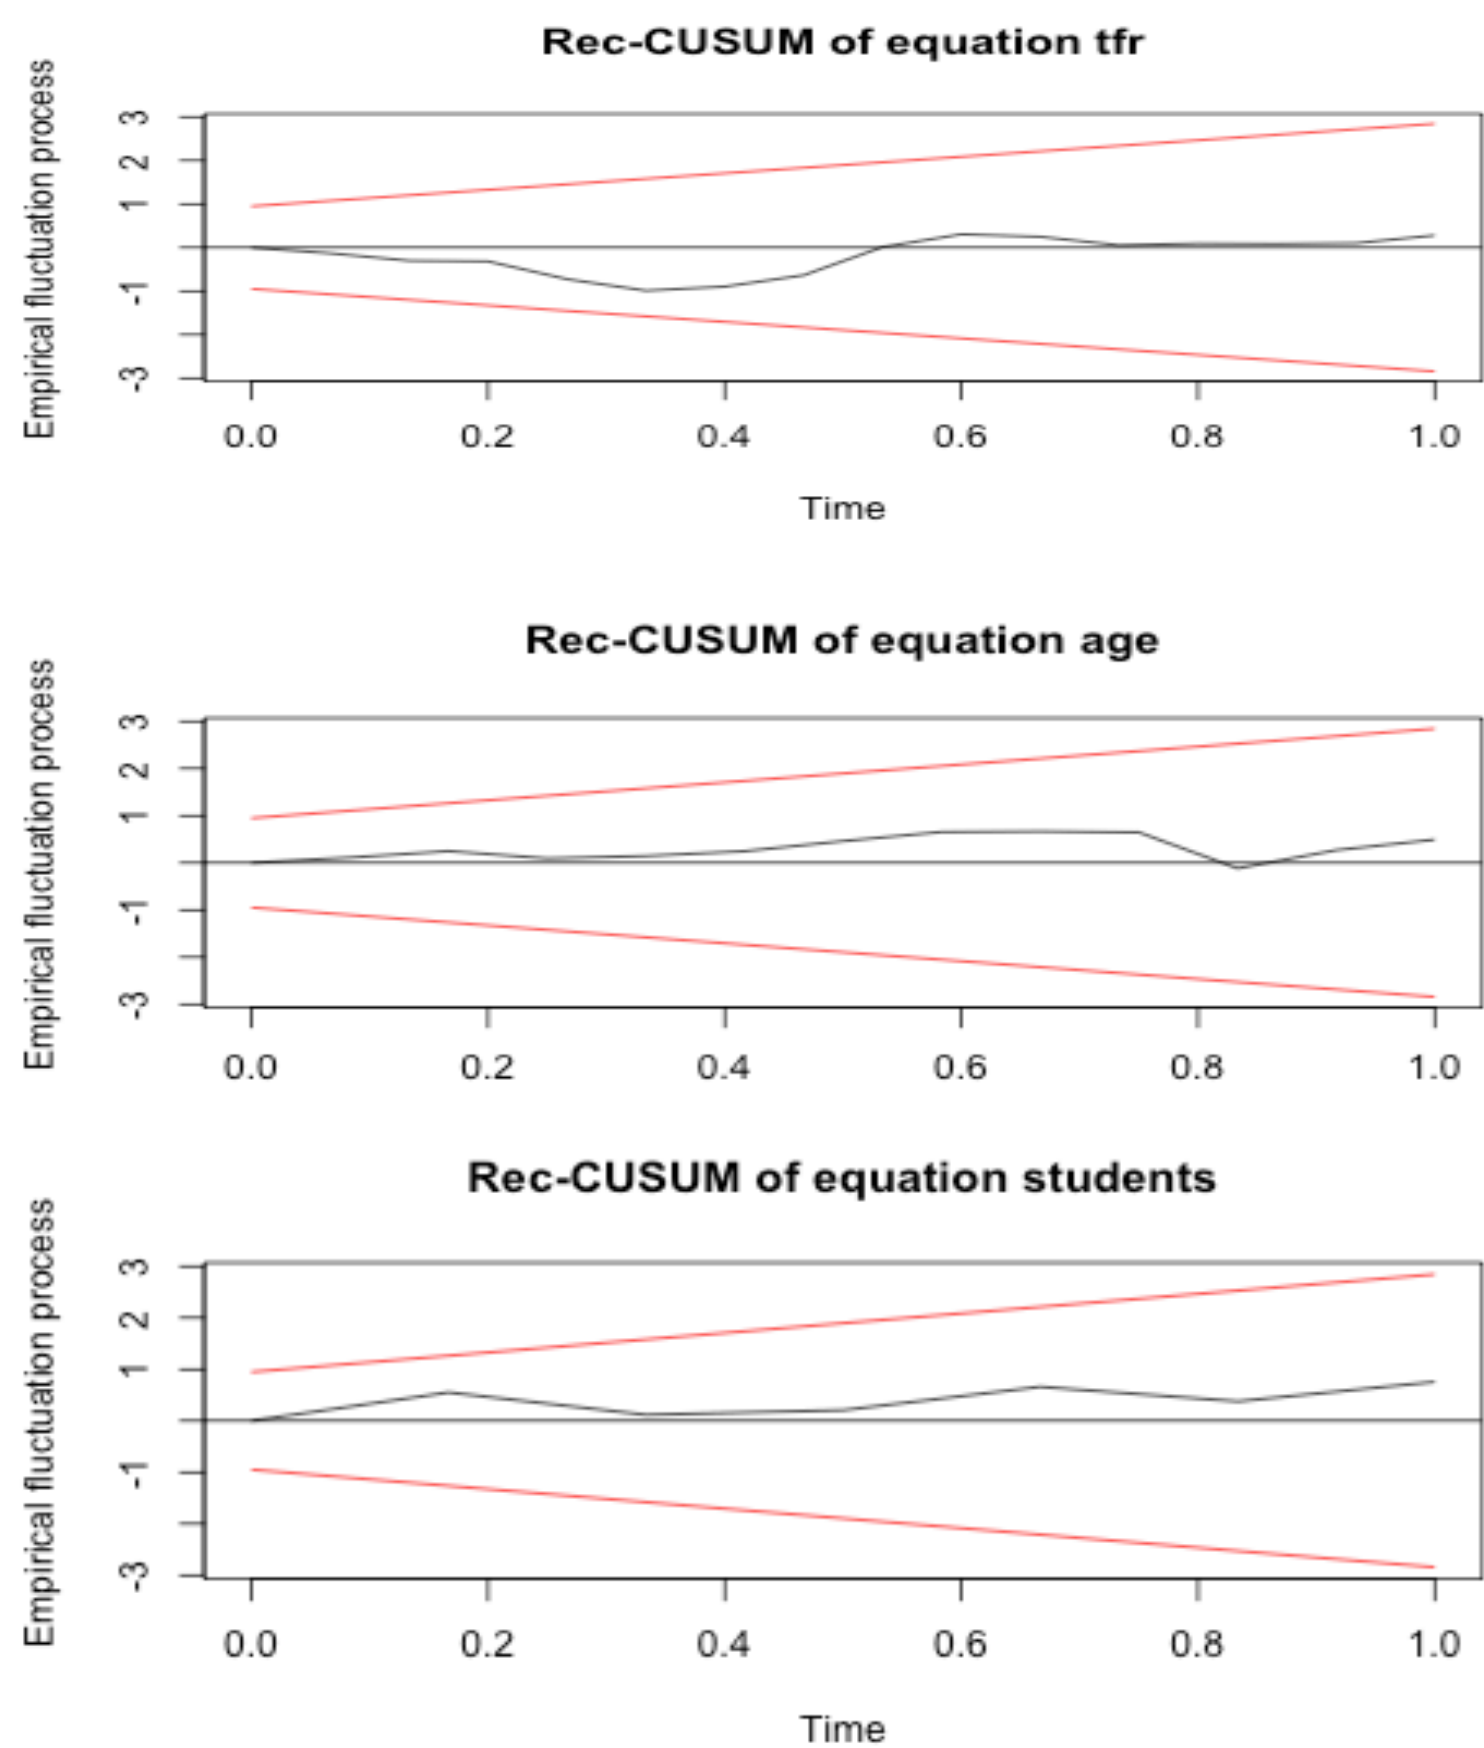 Rec-CUSUM of equation tfr
Empirical fluctuation process
3
2
1
-1
-3
0.0 0.2 0.4 0.6 0.8 1.0
Time
Rec-CUSUM of equation age
Empirical fluctuation process
3
2
1
-1
-3
0.0 0.2 0.4 0.6 0.8 1.0
Rec-CUSUM of equation students
Empirical fluctuation process
3
2
1
-1
-3
0.0 0.2 0.4 0.6 0.8 1.0
Time